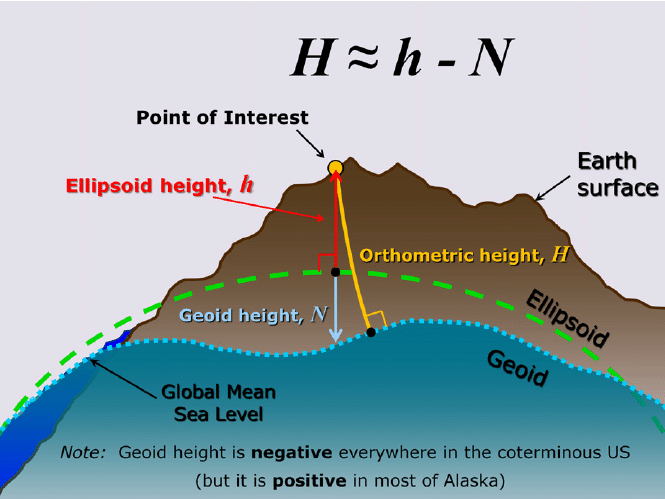 H ≈ h - N
Point of Interest
Earth
surface
Ellipsoid height, h
Orthometric height, H
Geoid height, N
Ellipsoid
Geoid
Global Mean
Sea Level
Note: Geoid height is negative everywhere in the coterminous US
(but it is positive in most of Alaska)